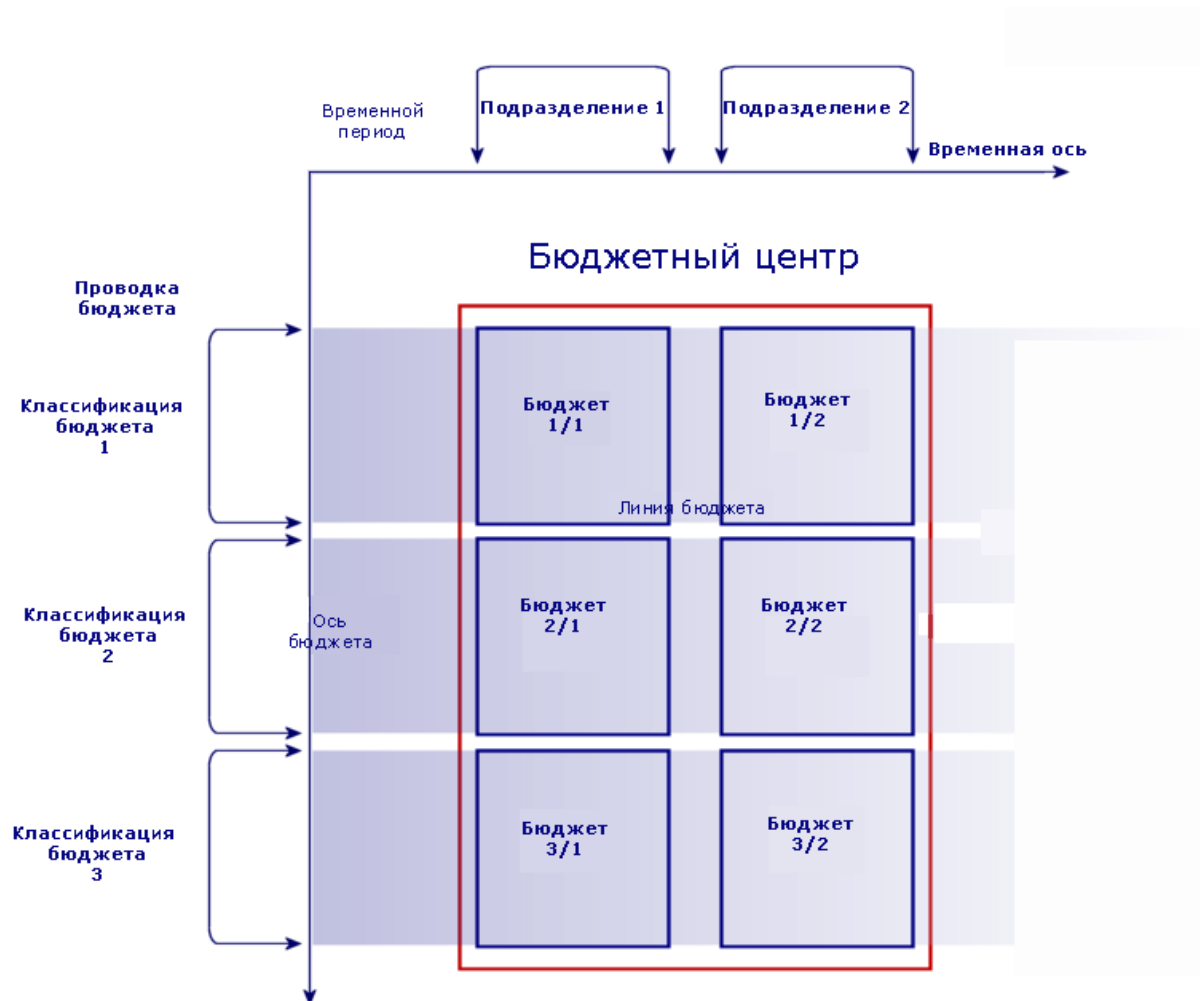 Временной
период
Подразделение 1
Подразделение 2
Временная ось
Бюджетный центр
Проводка
бюджета
Классификация
бюджета
1
Бюджет
1/1
Бюджет
1/2
Линия бюджета
Классификация
бюджета
2
Ось
бюджета
Бюджет
2/1
Бюджет
2/2
Классификация
бюджета
3
Бюджет
3/1
Бюджет
3/2